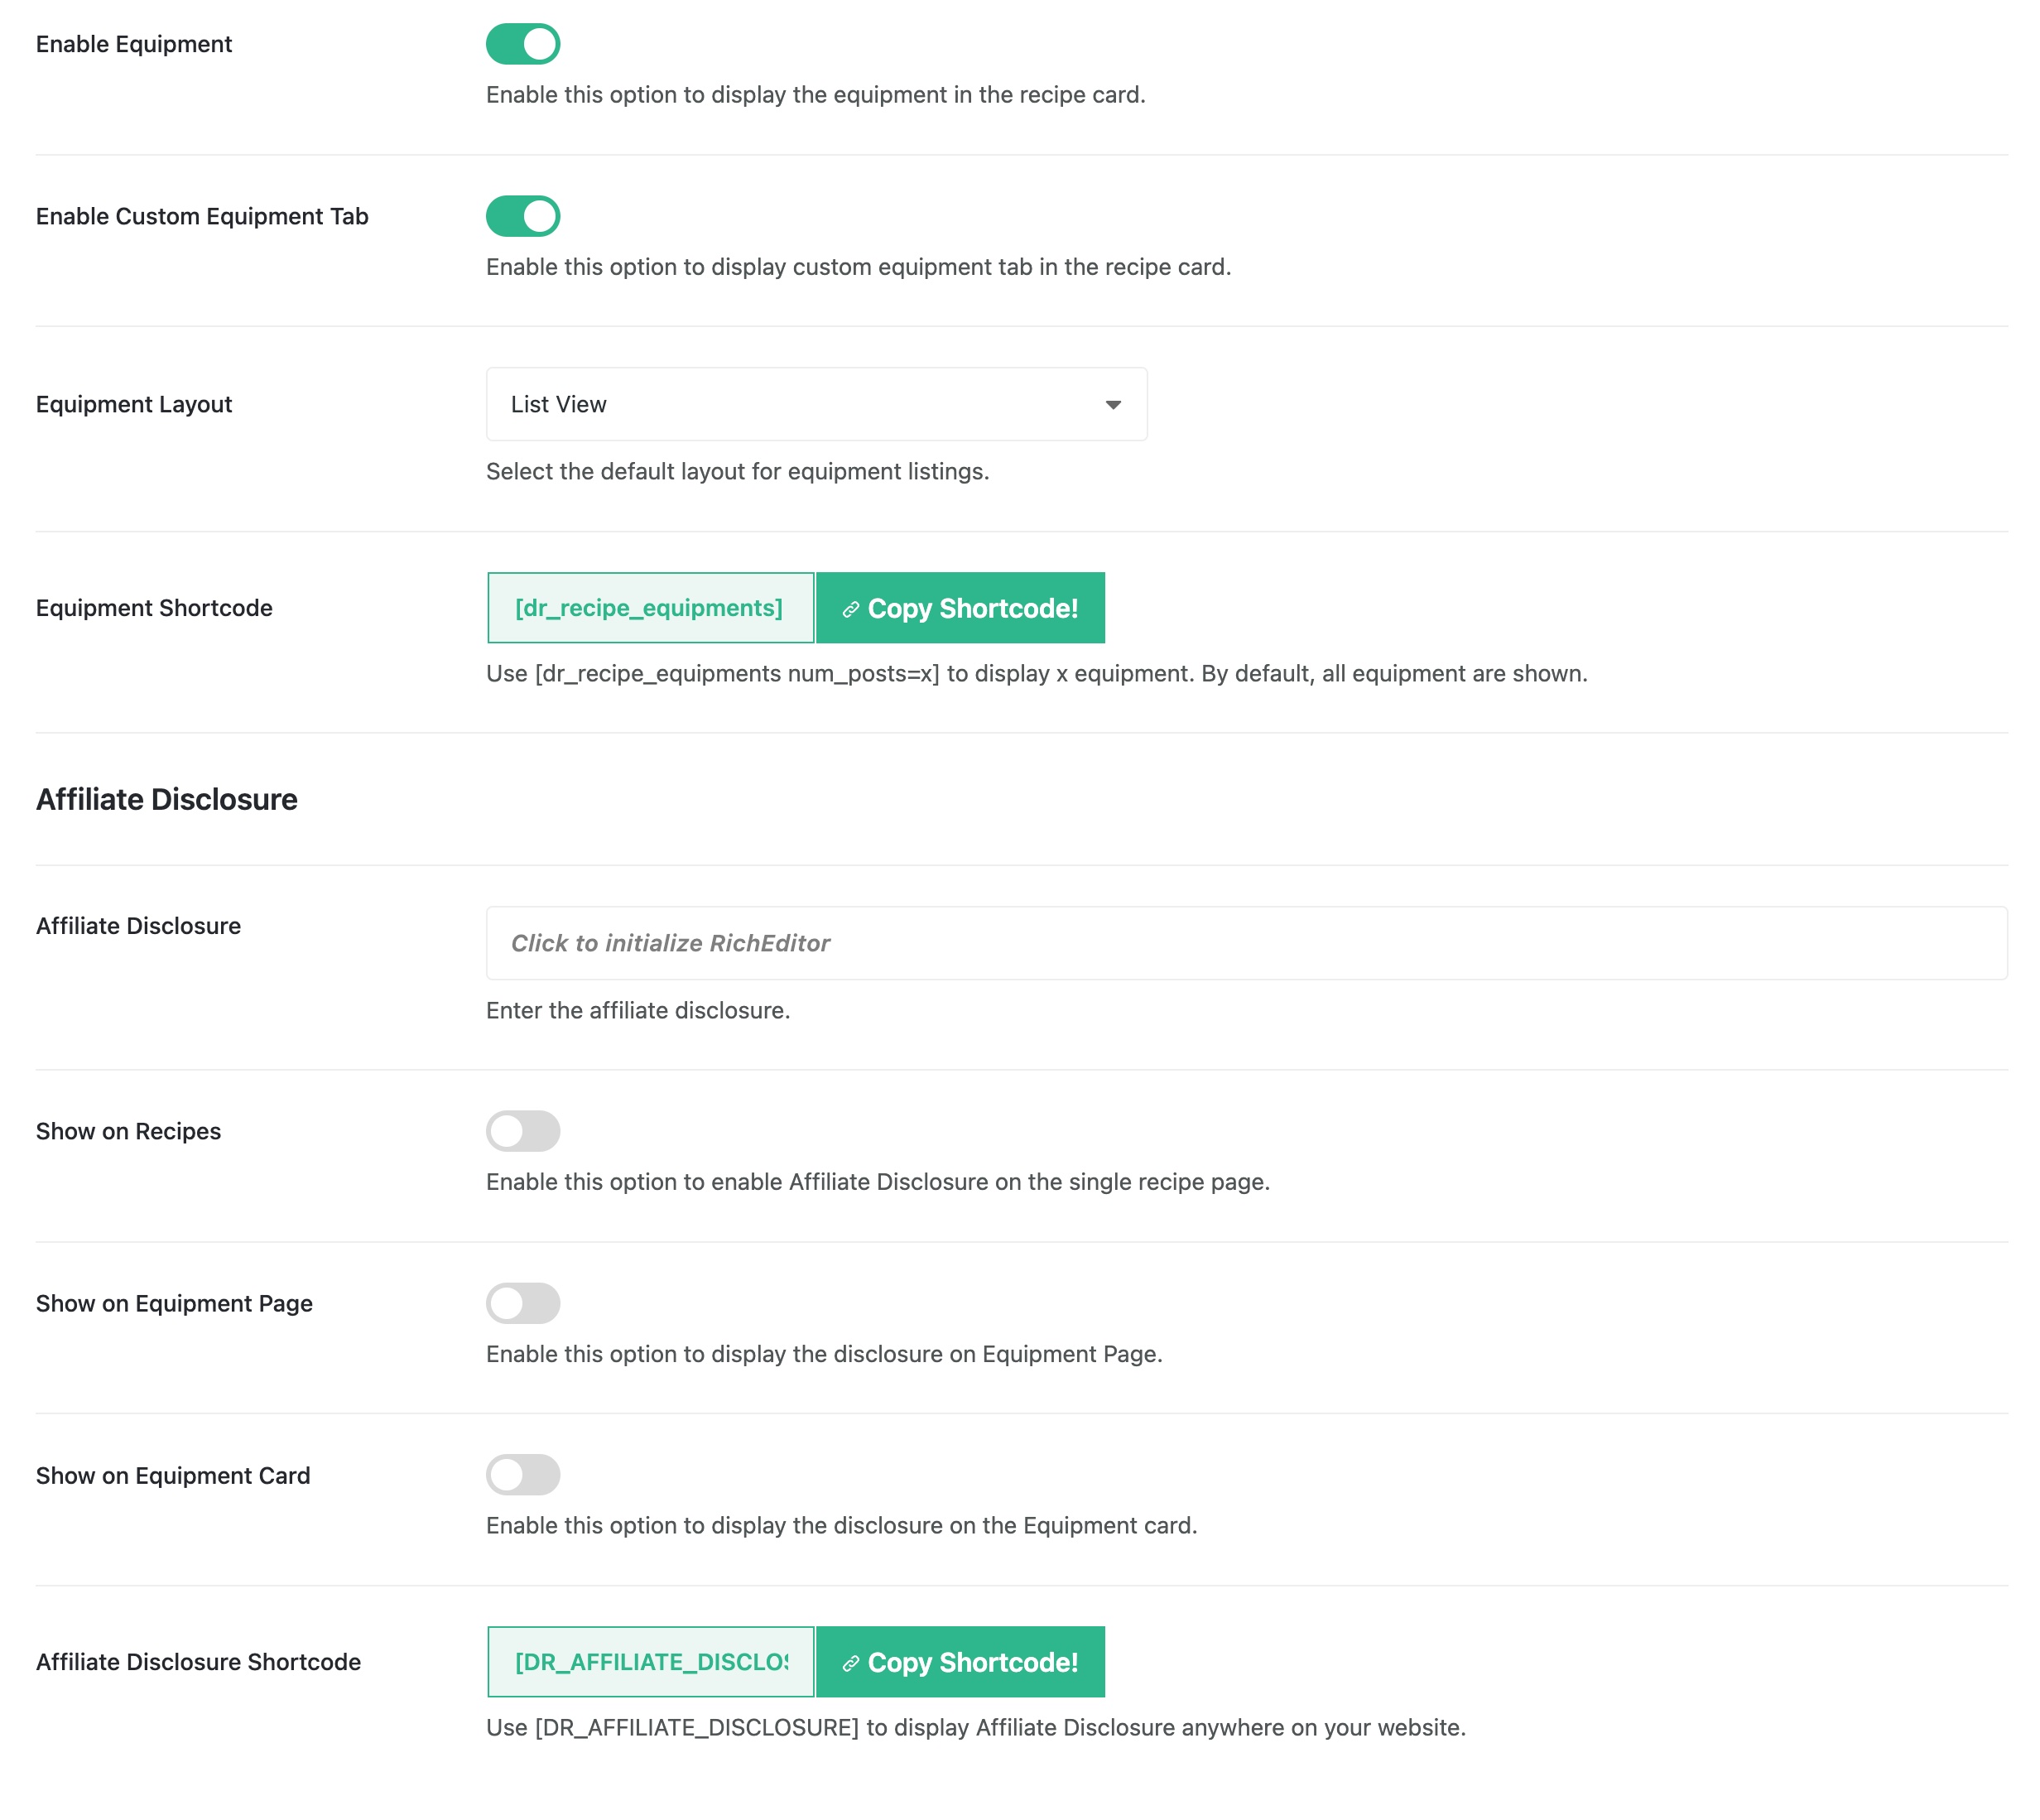 Enable Equipment
Enable this option to display the equipment in the recipe card.
Enable Custom Equipment Tab
Enable this option to display custom equipment tab in the recipe card.
Equipment Layout
List View
Select the default layout for equipment listings.
Equipment Shortcode
[dr_recipe_equipments]
Copy Shortcode!
Use [dr_recipe_equipments num_posts=x] to display x equipment. By default, all equipment are shown.
Affiliate Disclosure
Affiliate Disclosure
Click to initialize RichEditor
Enter the affiliate disclosure.
Show on Recipes
Enable this option to enable Affiliate Disclosure on the single recipe page.
Show on Equipment Page
Enable this option to display the disclosure on Equipment Page.
Show on Equipment Card
Enable this option to display the disclosure on the Equipment card.
Affiliate Disclosure Shortcode
[DR_AFFILIATE_DISCLOS
Copy Shortcode!
Use [DR_AFFILIATE_DISCLOSURE] to display Affiliate Disclosure anywhere on your website.